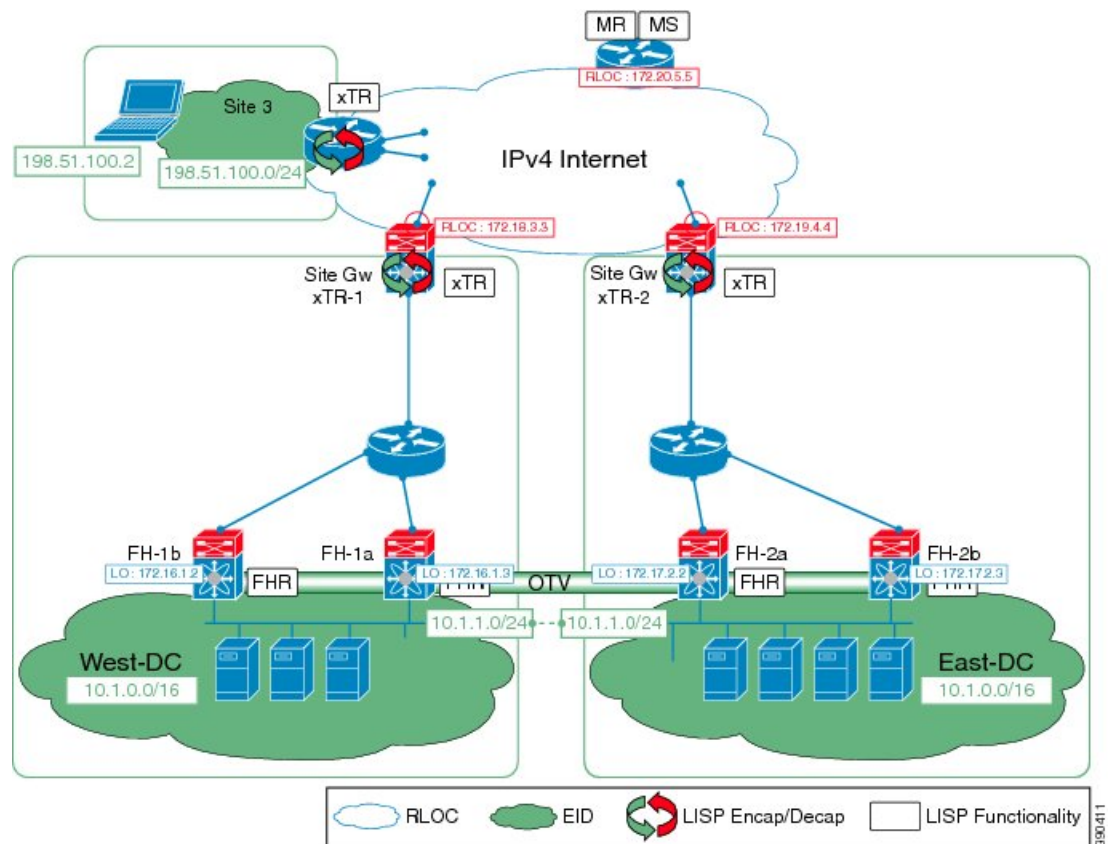 MR MS
RLOC : 172.20.5.5
Site 3
xTR
198.51.100.2
198.51.100.0/24
IPv4 Internet
RLOC : 172.18.3.3
RLOC : 172.19.4.4
Site Gw
xTR-1
xTR
Site Gw
xTR-2
xTR
FH-1b
FH-1a
FH-2a
FH-2b
LO : 172.16.1.2
FHR
LO : 172.16.1.3
OTV
LO : 172.17.2.2
FHR
LO : 172.17.2.3
10.1.1.0/24
10.1.1.0/24
West-DC
10.1.0.0/16
East-DC
10.1.0.0/16
RLOC
EID
LISP Encap/Decap
LISP Functionality